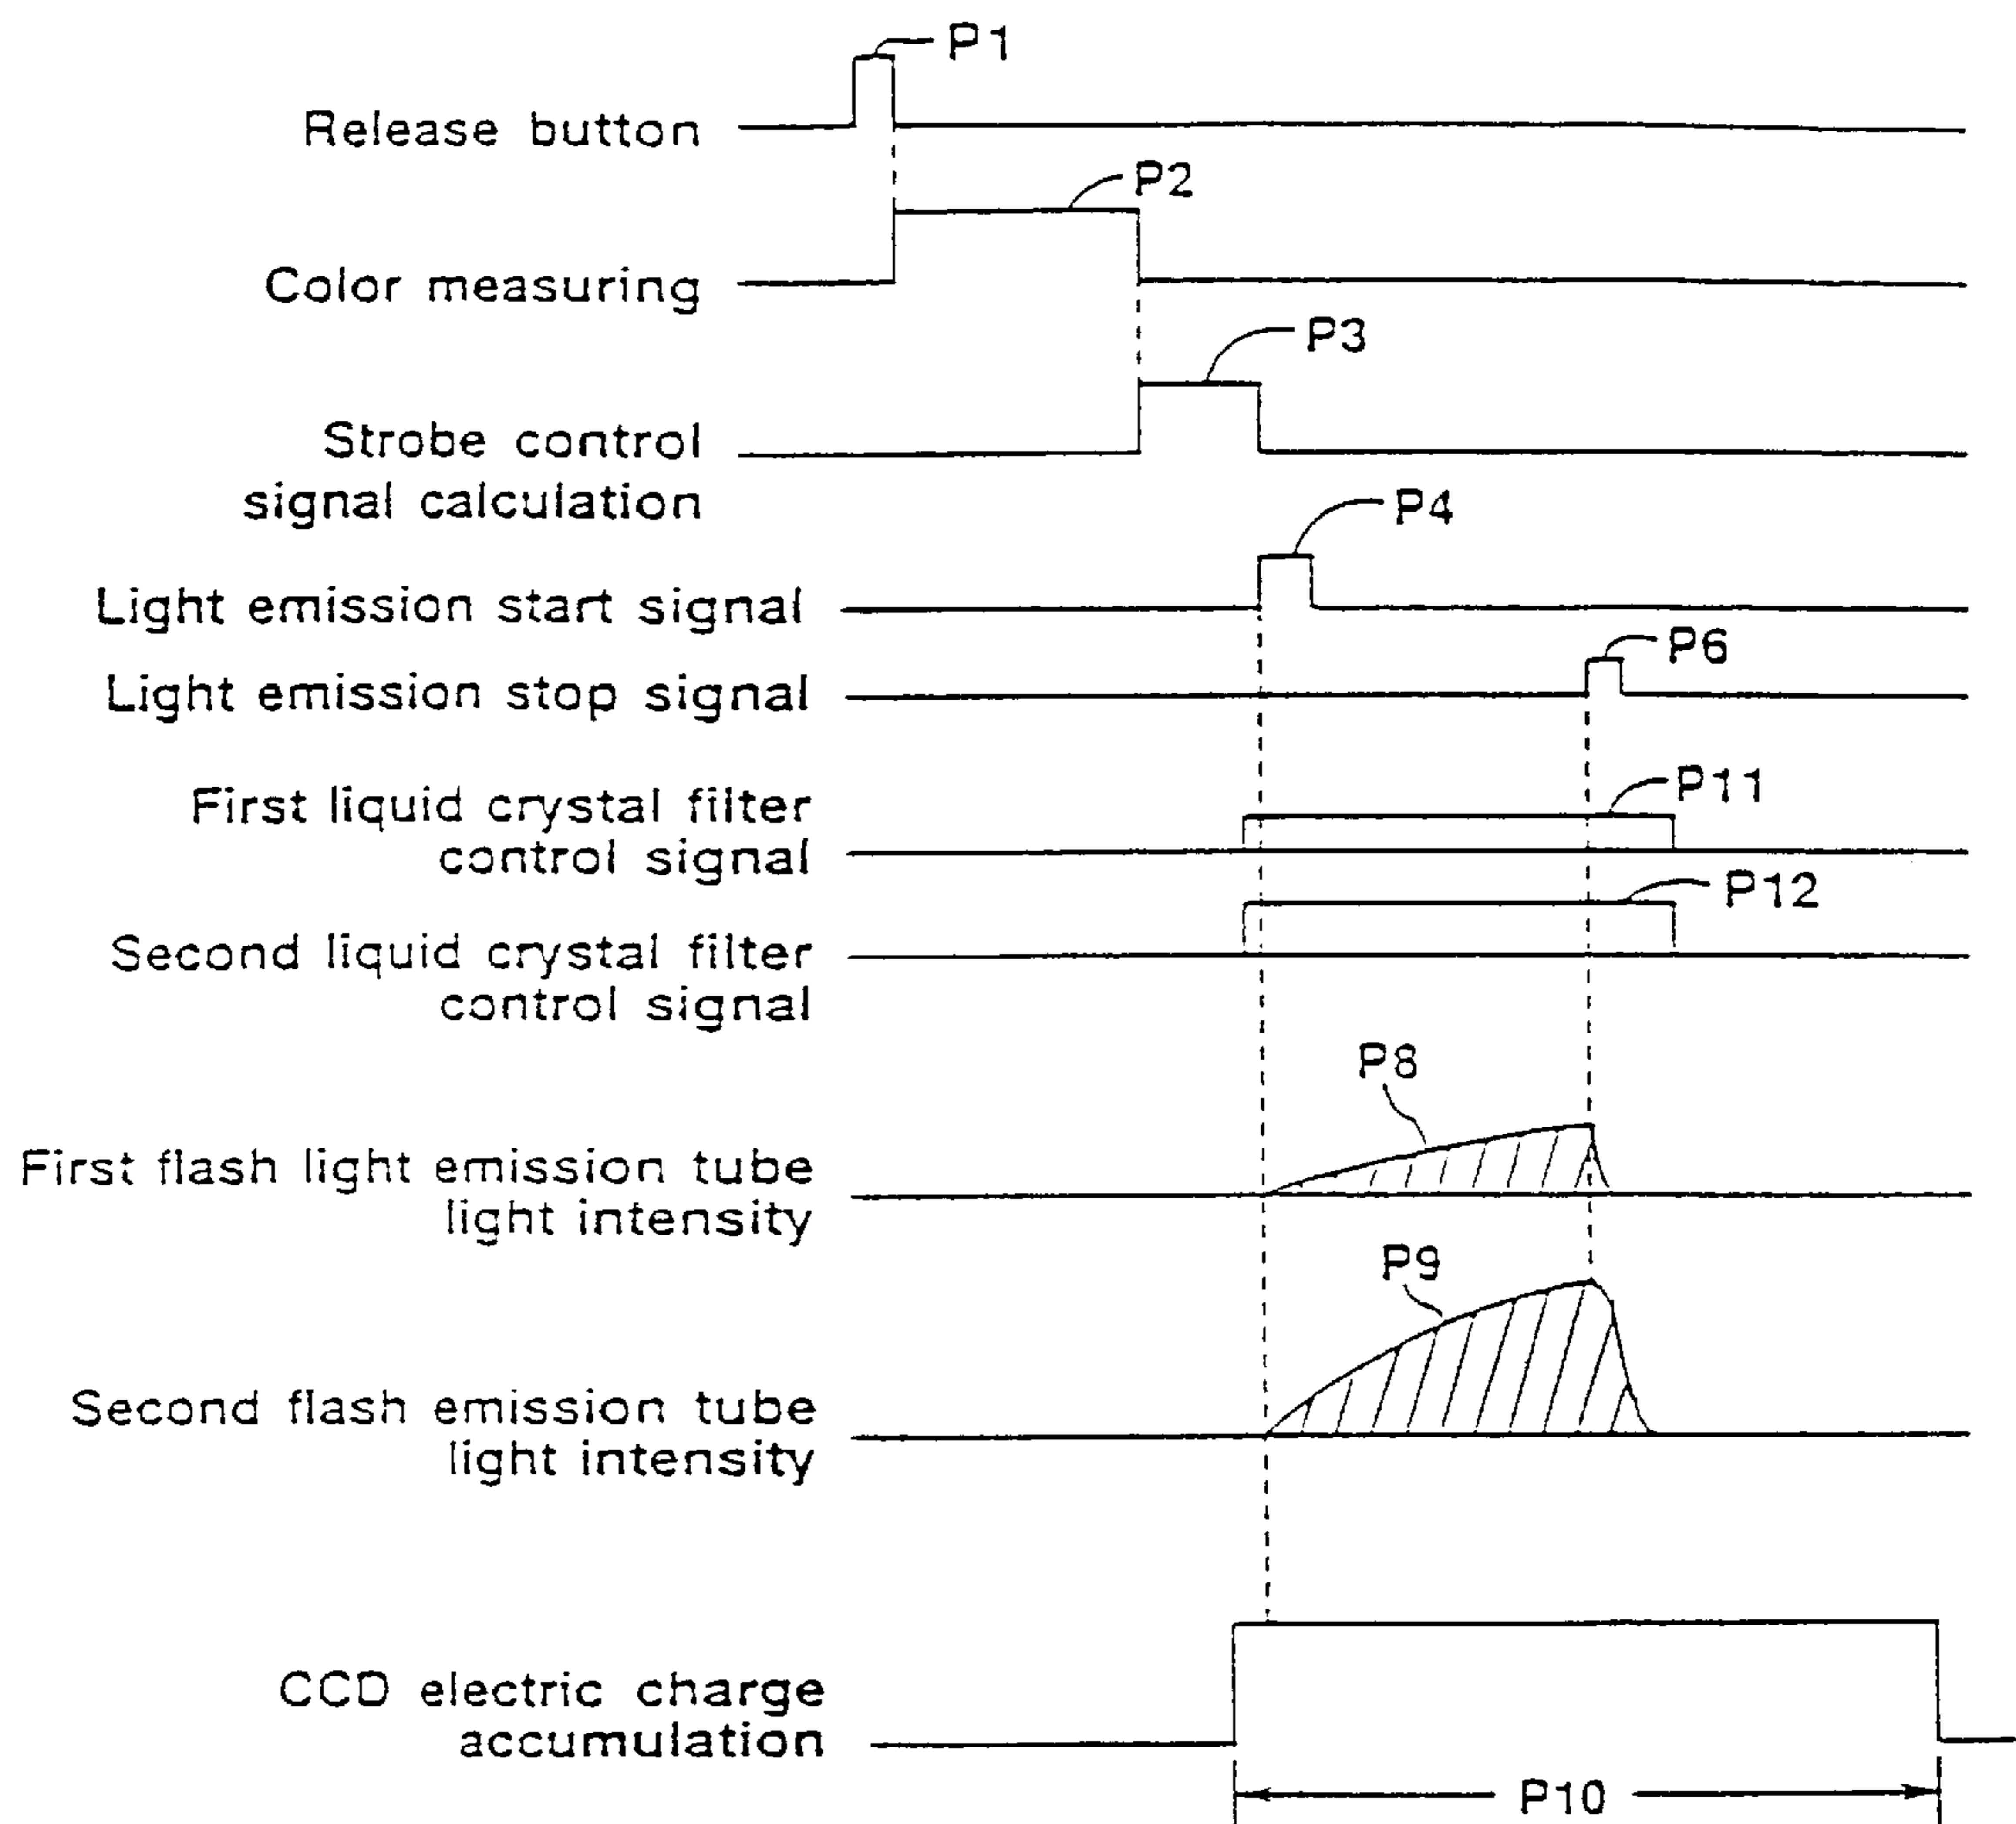 P1
Release button
P2
Color measuring
P3
Strobe control
signal calculation
P4
Light emission start signal
P6
Light emission stop signal
P11
First liquid crystal filter
control signal
P12
Second liquid crystal filter
control signal
P8
First flash light emission tube
light intensity
P9
Second flash emission tube
light intensity
CCD electric charge
accumulation
P10